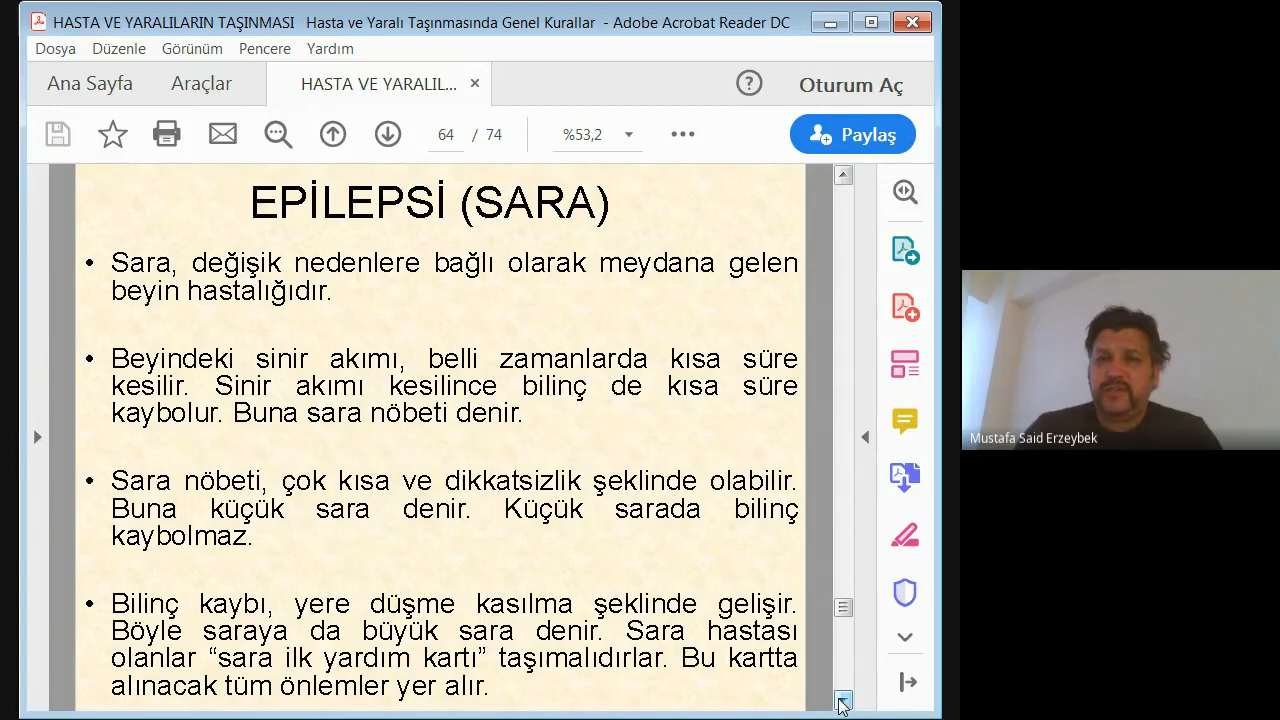 HASTA VE YARALILARIN TAŞINMASI   Hasta ve Yaralı Taşınmasında Genel Kurallar  - Adobe Acrobat Reader DC
Dosya Düzenle Görünüm Pencere Yardım
Ana Sayfa Araçlar HASTA VE YARALIL... × ? Oturum Aç
64 / 74 %53,2 ••• Paylaş
EPİLEPSİ (SARA)
• Sara, değişik nedenlere bağlı olarak meydana gelen
beyin hastalığıdır.
• Beyindeki sinir akımı, belli zamanlarda kısa süre
kesilir. Sinir akımı kesilince bilinç de kısa süre
kaybolur. Buna sara nöbeti denir.
• Sara nöbeti, çok kısa ve dikkatsizlik şeklinde olabilir.
Buna küçük sara denir. Küçük sarada bilinç
kaybolmaz.
• Bilinç kaybı, yere düşme kasılma şeklinde gelişir.
Böyle saraya da büyük sara denir. Sara hastası
olanlar “sara ilk yardım kartı” taşımalıdırlar. Bu kartta
alınacak tüm önlemler yer alır.
Mustafa Said Erzeybek